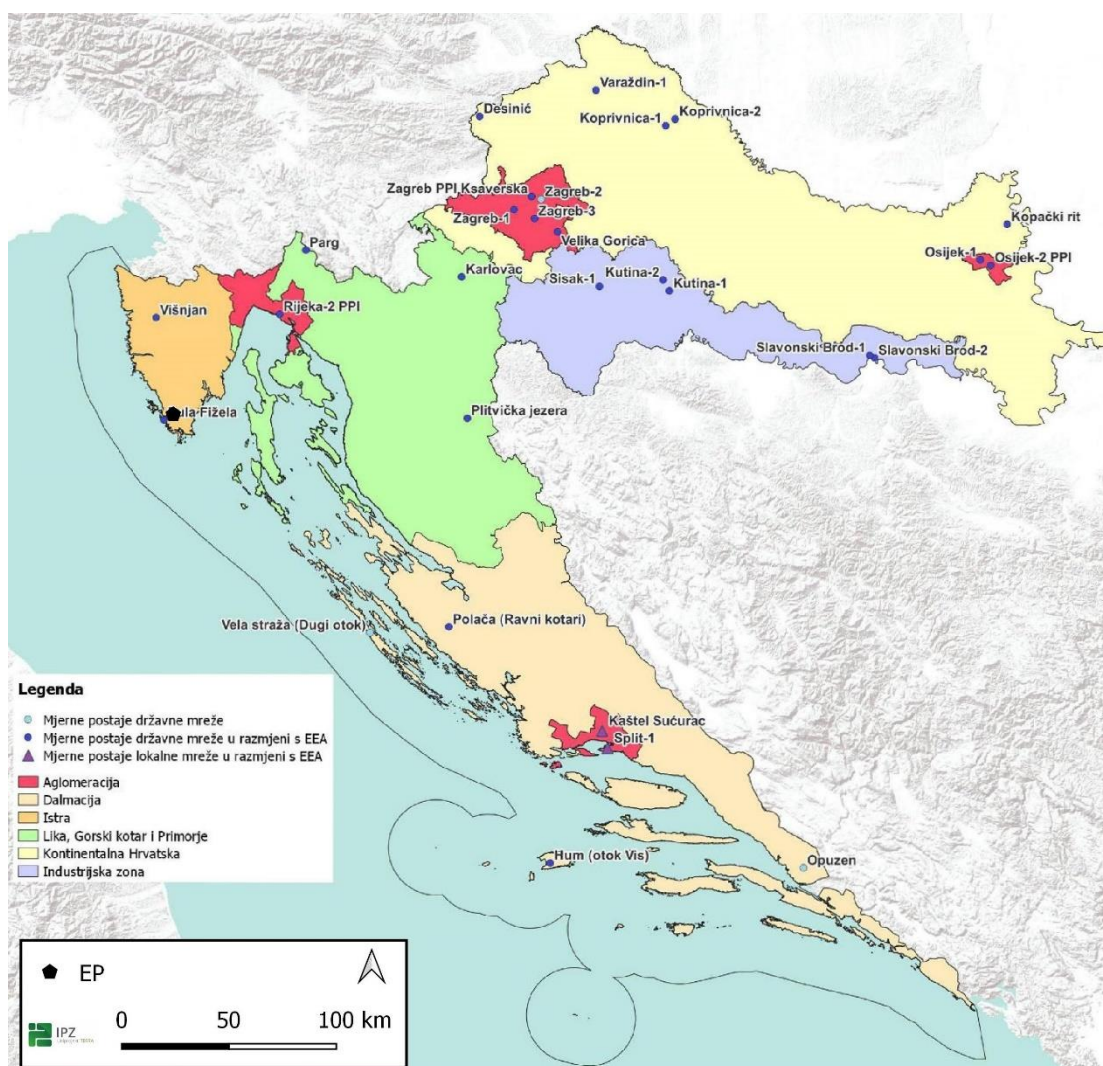 Varaždin-1
Desinić
Koprivnica-2
Koprivnica-1
Zagreb PPI Ksaverska
Zagreb-2
Zagreb-1
Zagreb-3
Velika Gorica
Kopački rit
Osijek-1
Osijek-2 PPI
Parg
Karlovac
Sisak-1
Kutina-2
Kutina-1
Višnjan
Rijeka-2 PPI
Slavonski Brod-1
Slavonski Brod-2
ula Fižela
Plitvička jezera
Vela straža (Dugi otok)
Polača (Ravni kotari)
Kaštel Sućurac
Split-1
Hum (otok Vis)
Opuzen
Legenda
Mjerne postaje državne mreže
Mjerne postaje državne mreže u razmjeni s EEA
Mjerne postaje lokalne mreže u razmjeni s EEA
Aglomeracija
Dalmacija
Istra
Lika, Gorski kotar i Primorje
Kontinentalna Hrvatska
Industrijska zona
EP
0 50 100 km
IPZ